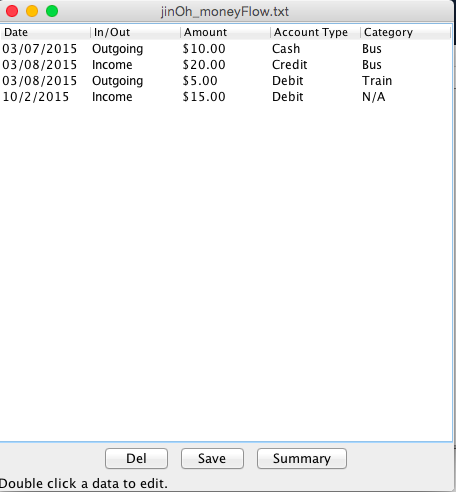 jinOh_moneyFlow.txt
Date In/Out Amount Account Type Category
03/07/2015 Outgoing $10.00 Cash Bus
03/08/2015 Income $20.00 Credit Bus
03/08/2015 Outgoing $5.00 Debit Train
10/2/2015 Income $15.00 Debit N/A
Del Save Summary
Double click a data to edit.